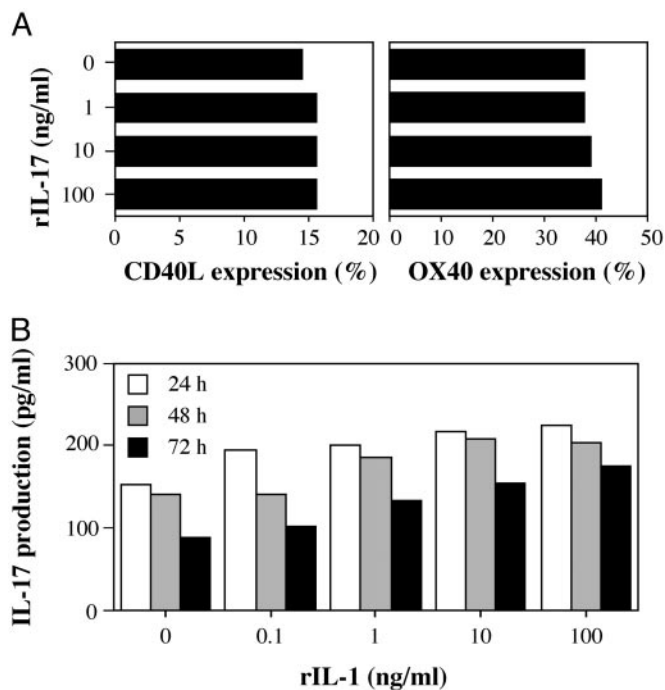 A
rIL-17 (ng/ml)
0
1
10
100
0 5 10 15 20
CD40L expression (%)
0 10 20 30 40 50
OX40 expression (%)
B
IL-17 production (pg/ml)
300
200
100
0
24 h
48 h
72 h
0 0.1 1 10 100
rIL-1 (ng/ml)